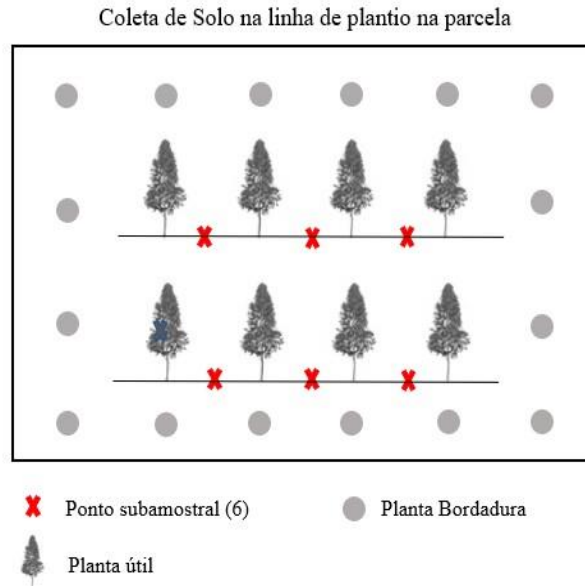 Coleta de Solo na linha de plantio na parcela
Ponto subamostral (6)
Planta Bordadura
Planta útil